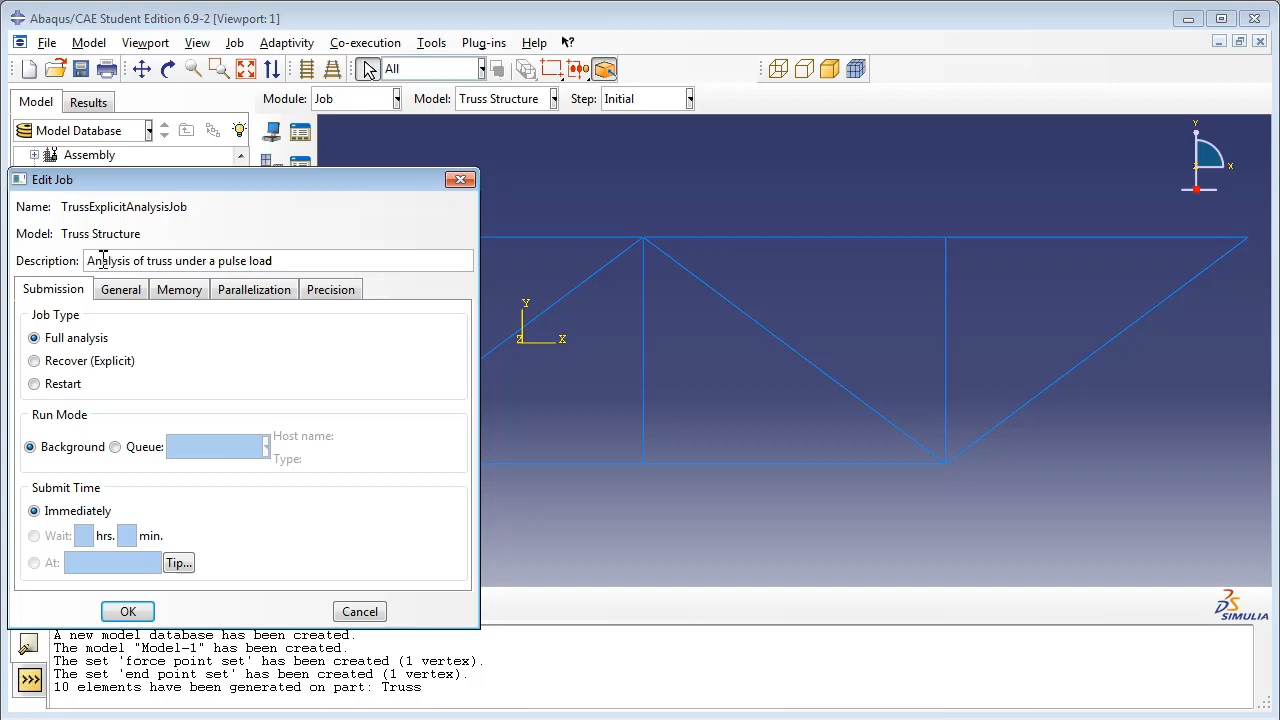 Abaqus/CAE Student Edition 6.9-2 [Viewport: 1]
File Model Viewport View Job Adaptivity Co-execution Tools Plug-ins Help
All
Model Results Module: Job Model: Truss Structure Step: Initial
Model Database
Assembly
Y
X
Z
Edit Job
Name: TrussExplicitAnalysisJob
Model: Truss Structure
Description: Analysis of truss under a pulse load
Submission General Memory Parallelization Precision
Job Type
Full analysis
Recover (Explicit)
Restart
Run Mode
Background Queue: Host name:
Type:
Submit Time
Immediately
Wait: hrs. min.
At: Tip...
OK Cancel
Y
Z X
SIMULIA
A new model database has been created.
The model "Model-1" has been created.
The set 'force point set' has been created (1 vertex).
The set 'end point set' has been created (1 vertex).
10 elements have been generated on part: Truss
>>>